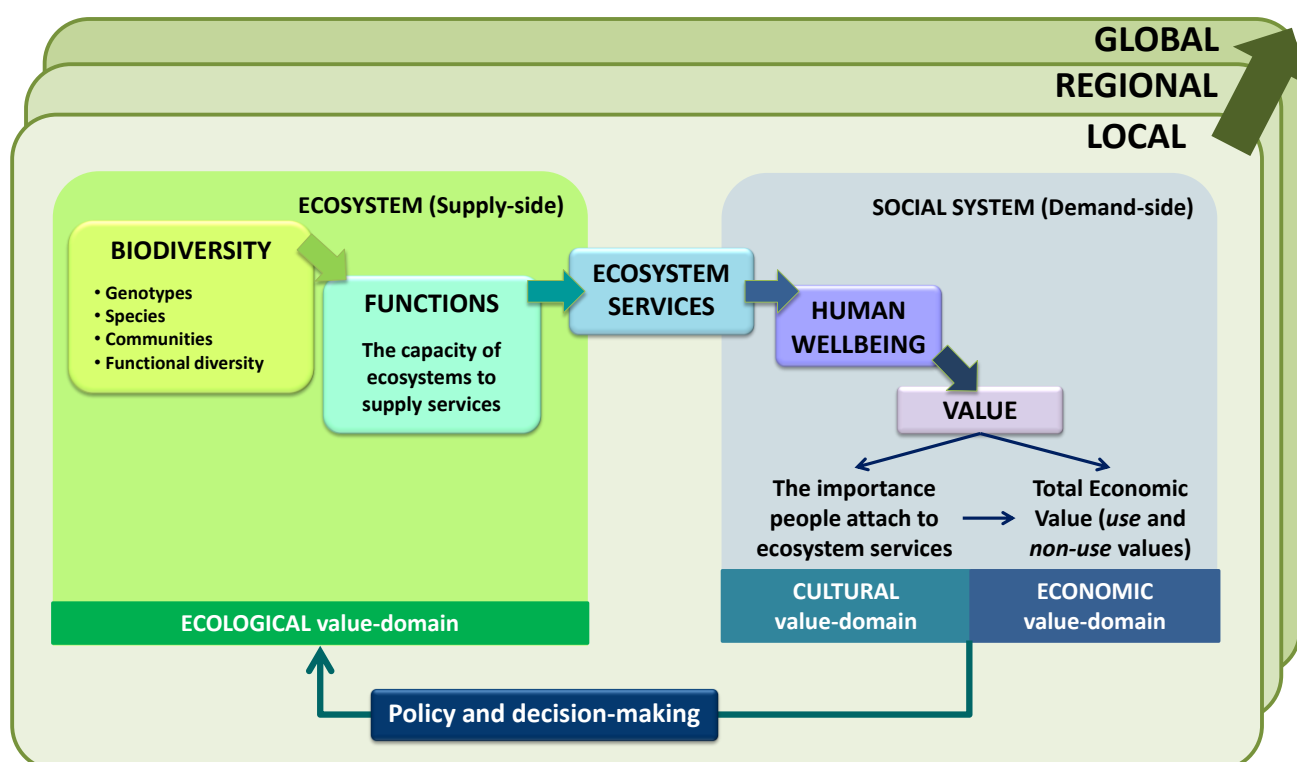 GLOBAL
REGIONAL
LOCAL
ECOSYSTEM (Supply-side)
BIODIVERSITY
• Genotypes
• Species
• Communities
• Functional diversity
FUNCTIONS
The capacity of
ecosystems to
supply services
ECOSYSTEM
SERVICES
SOCIAL SYSTEM (Demand-side)
HUMAN
WELLBEING
VALUE
The importance
people attach to
ecosystem services
Total Economic
Value (use and
non-use values)
ECOLOGICAL value-domain
CULTURAL
value-domain
ECONOMIC
value-domain
Policy and decision-making